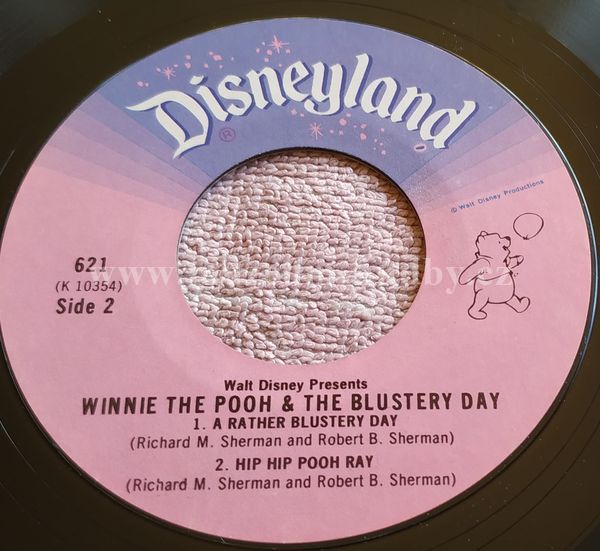 Disneyland
®
© Walt Disney Productions
621
(K 10354)
Side 2
Walt Disney Presents
WINNIE THE POOH & THE BLUSTERY DAY
1. A RATHER BLUSTERY DAY
(Richard M. Sherman and Robert B. Sherman)
2. HIP HIP POOH RAY
(Richard M. Sherman and Robert B. Sherman)